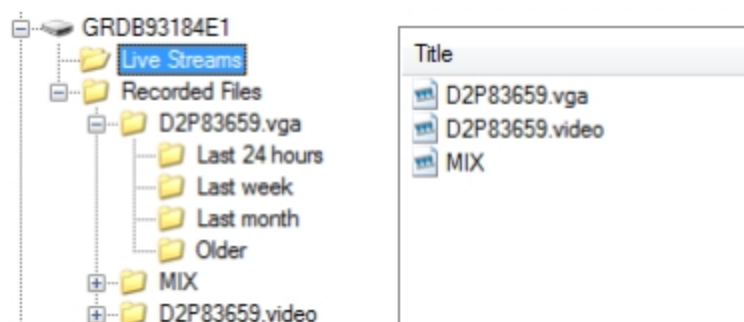 GRDB93184E1
Live Streams
Recorded Files
D2P83659.vga
Last 24 hours
Last week
Last month
Older
MIX
D2P83659.video
Title
D2P83659.vga
D2P83659.video
MIX